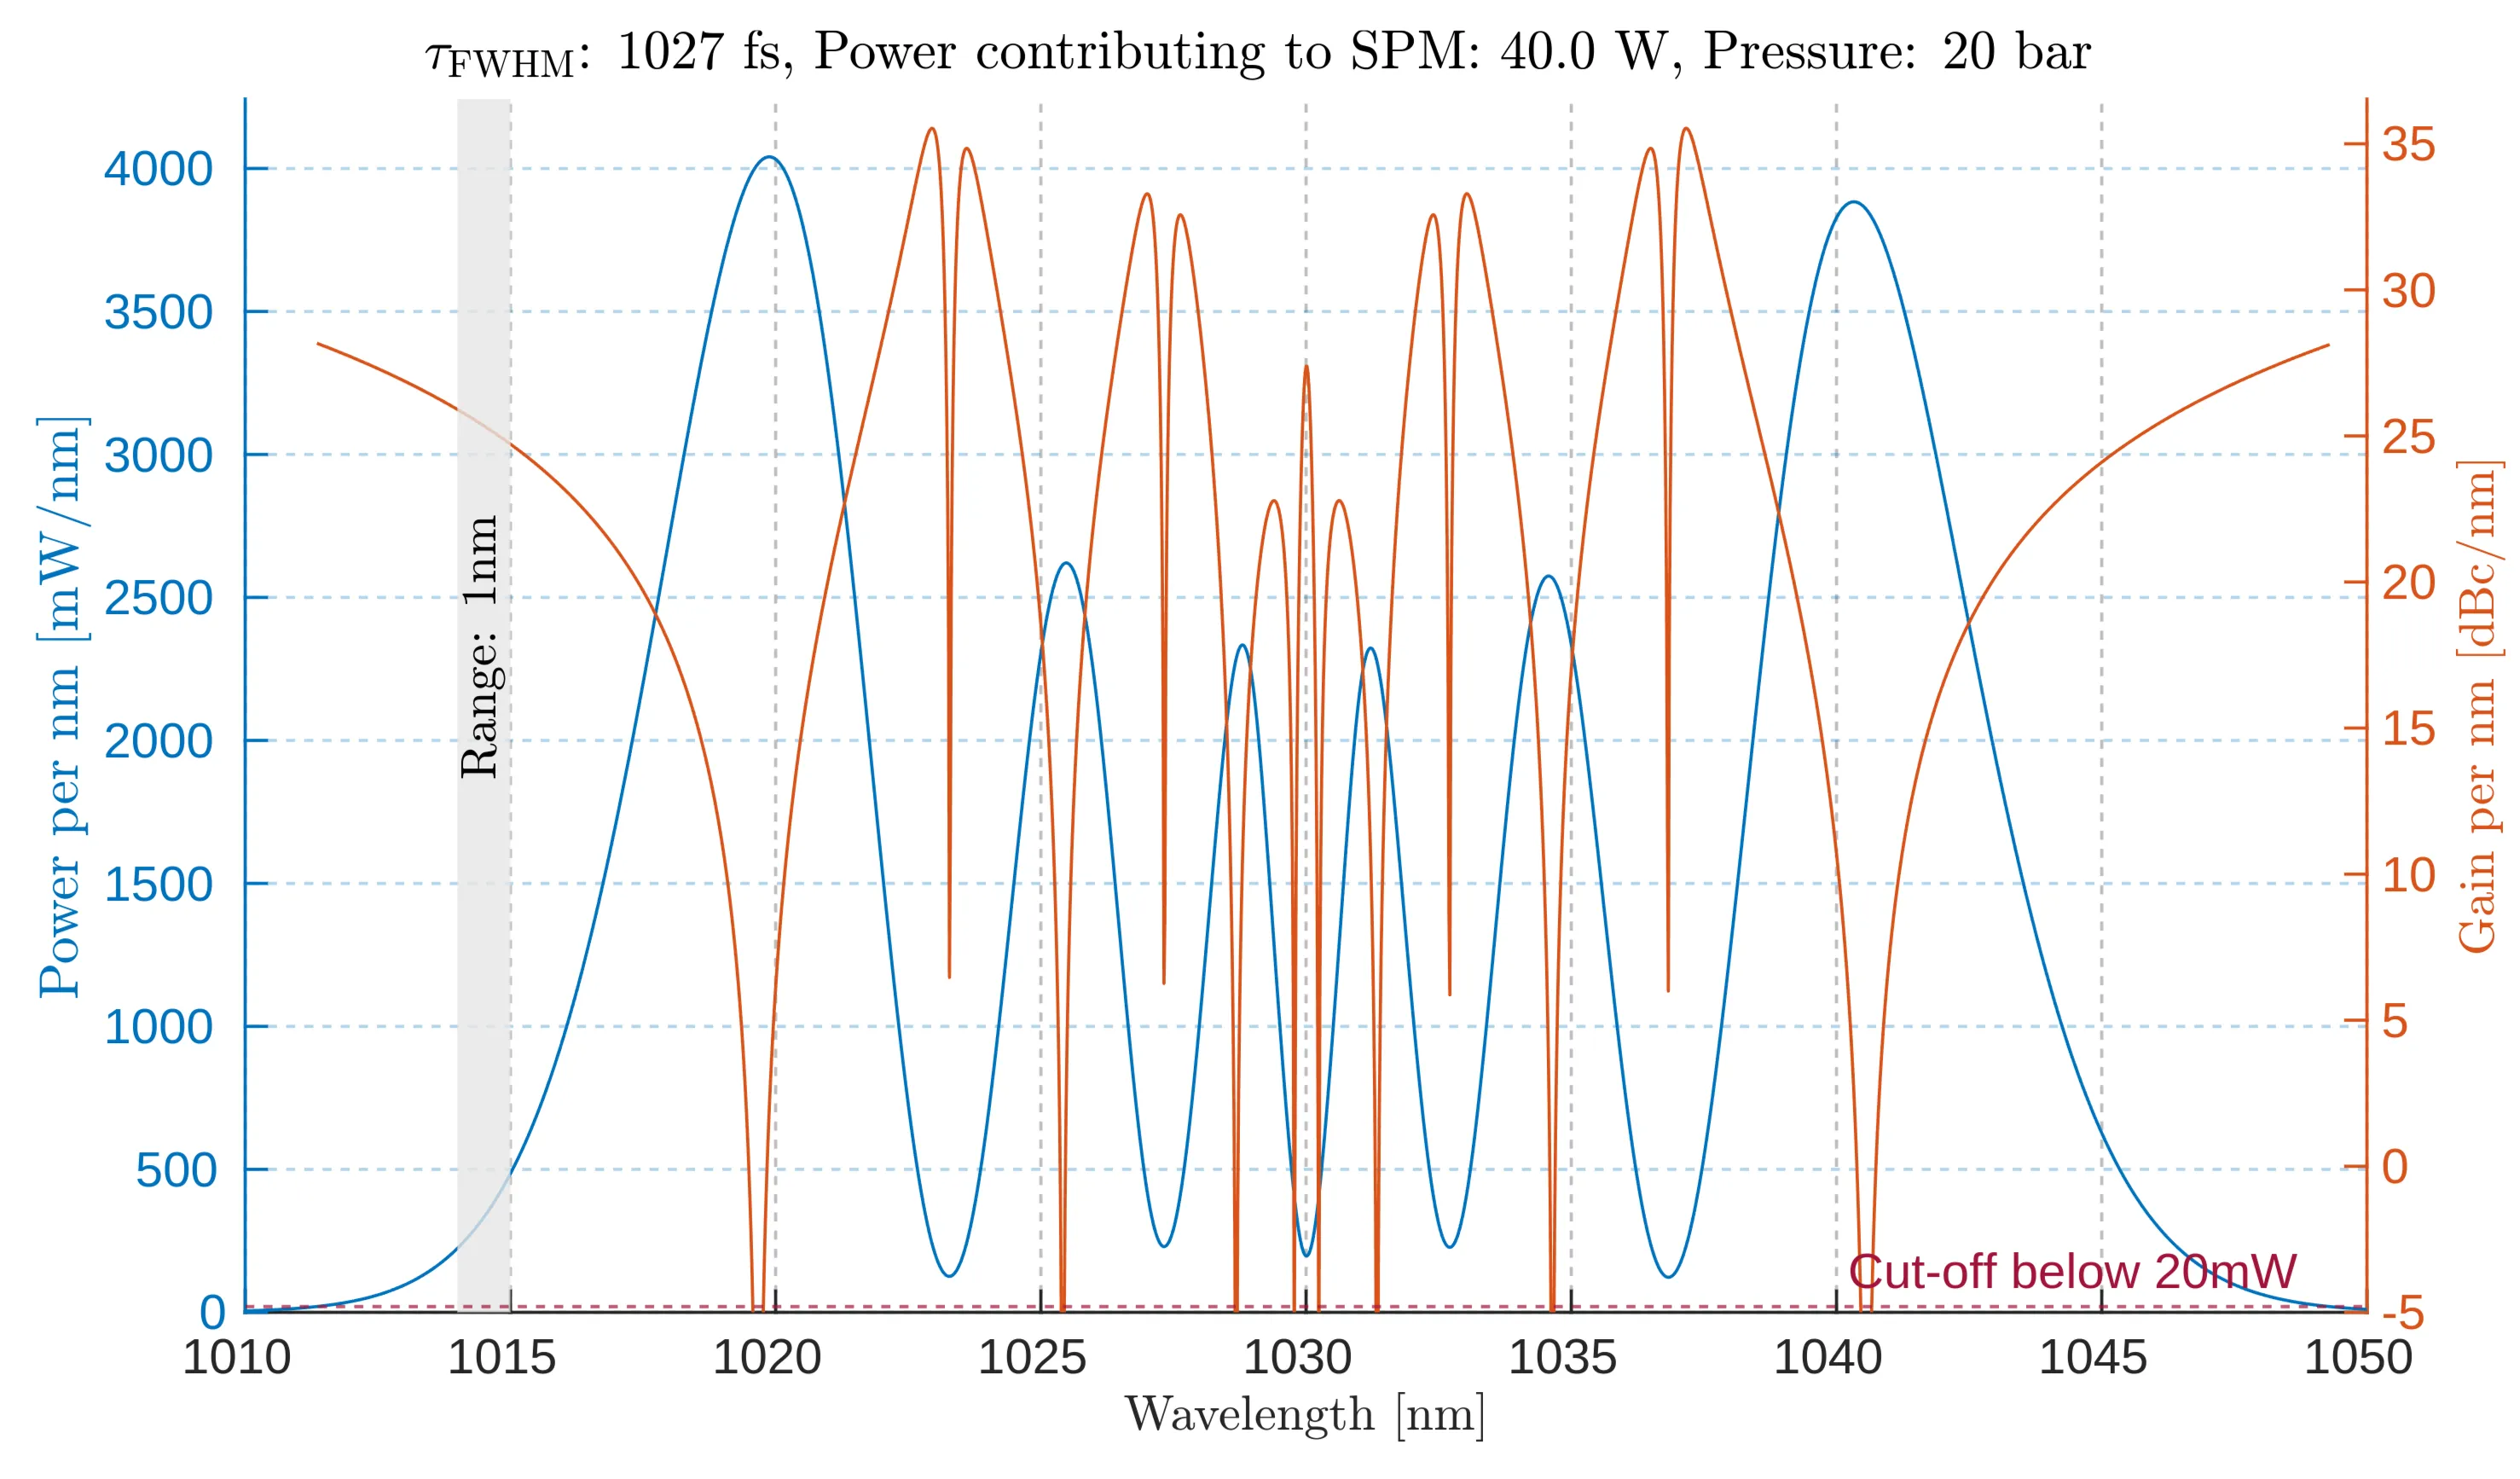 τFWHM: 1027 fs, Power contributing to SPM: 40.0 W, Pressure: 20 bar
Power per nm [mW/nm]
4000
3500
3000
2500
2000
1500
1000
500
0
Range: 1nm
Cut-off below 20mW
35
30
25
20
15
10
5
0
-5
Gain per nm [dBc/nm]
1010 1015 1020 1025 1030 1035 1040 1045 1050
Wavelength [nm]